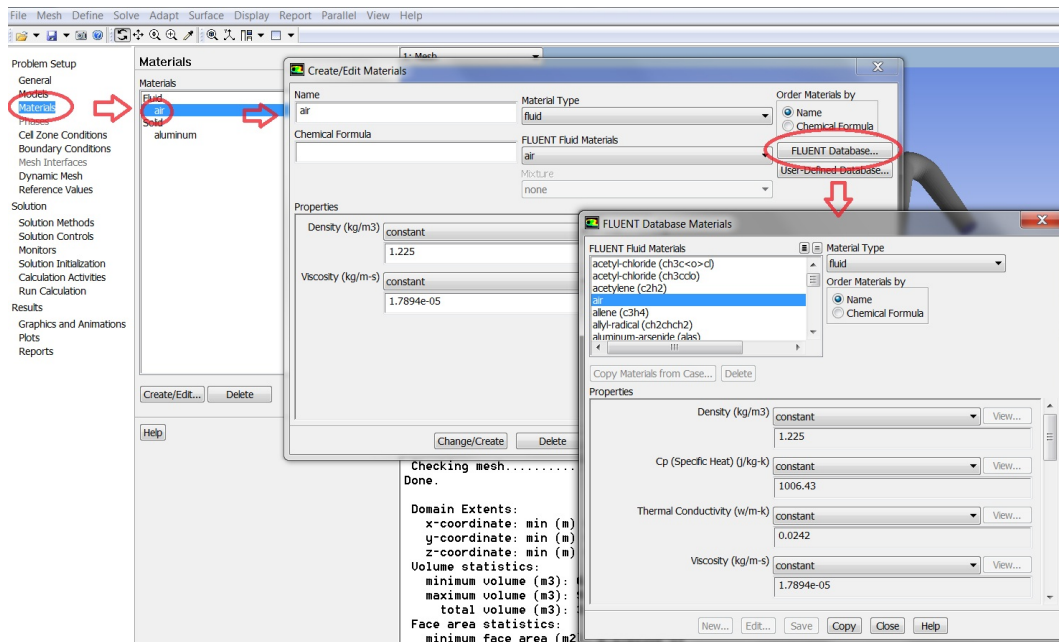 File Mesh Define Solve Adapt Surface Display Report Parallel View Help
Problem Setup
General
Models
Materials
Phases
Cell Zone Conditions
Boundary Conditions
Mesh Interfaces
Dynamic Mesh
Reference Values
Solution
Solution Methods
Solution Controls
Monitors
Solution Initialization
Calculation Activities
Run Calculation
Results
Graphics and Animations
Plots
Reports
Materials
Materials
Fluid
air
Solid
aluminum
Create/Edit... Delete
Help
1: Mesh
Create/Edit Materials
Name
air
Chemical Formula
Material Type
fluid
FLUENT Fluid Materials
air
Mixture
none
Order Materials by
Name
Chemical Formula
FLUENT Database...
User-Defined Database...
Properties
Density (kg/m3) constant
1.225
Viscosity (kg/m-s) constant
1.7894e-05
Change/Create Delete
Checking mesh..........
Done.
Domain Extents:
x-coordinate: min (m)
y-coordinate: min (m)
z-coordinate: min (m)
Volume statistics:
minimum volume (m3):
maximum volume (m3):
total volume (m3):
Face area statistics:
minimum face area (m2
FLUENT Database Materials
FLUENT Fluid Materials
acetyl-chloride (ch3c<o>cl)
acetyl-chloride (ch3cclo)
acetylene (c2h2)
air
allene (c3h4)
allyl-radical (ch2chch2)
aluminum-arsenide (alas)
Material Type
fluid
Order Materials by
Name
Chemical Formula
Copy Materials from Case... Delete
Properties
Density (kg/m3) constant View...
1.225
Cp (Specific Heat) (j/kg-k) constant View...
1006.43
Thermal Conductivity (w/m-k) constant View...
0.0242
Viscosity (kg/m-s) constant View...
1.7894e-05
New... Edit... Save Copy Close Help